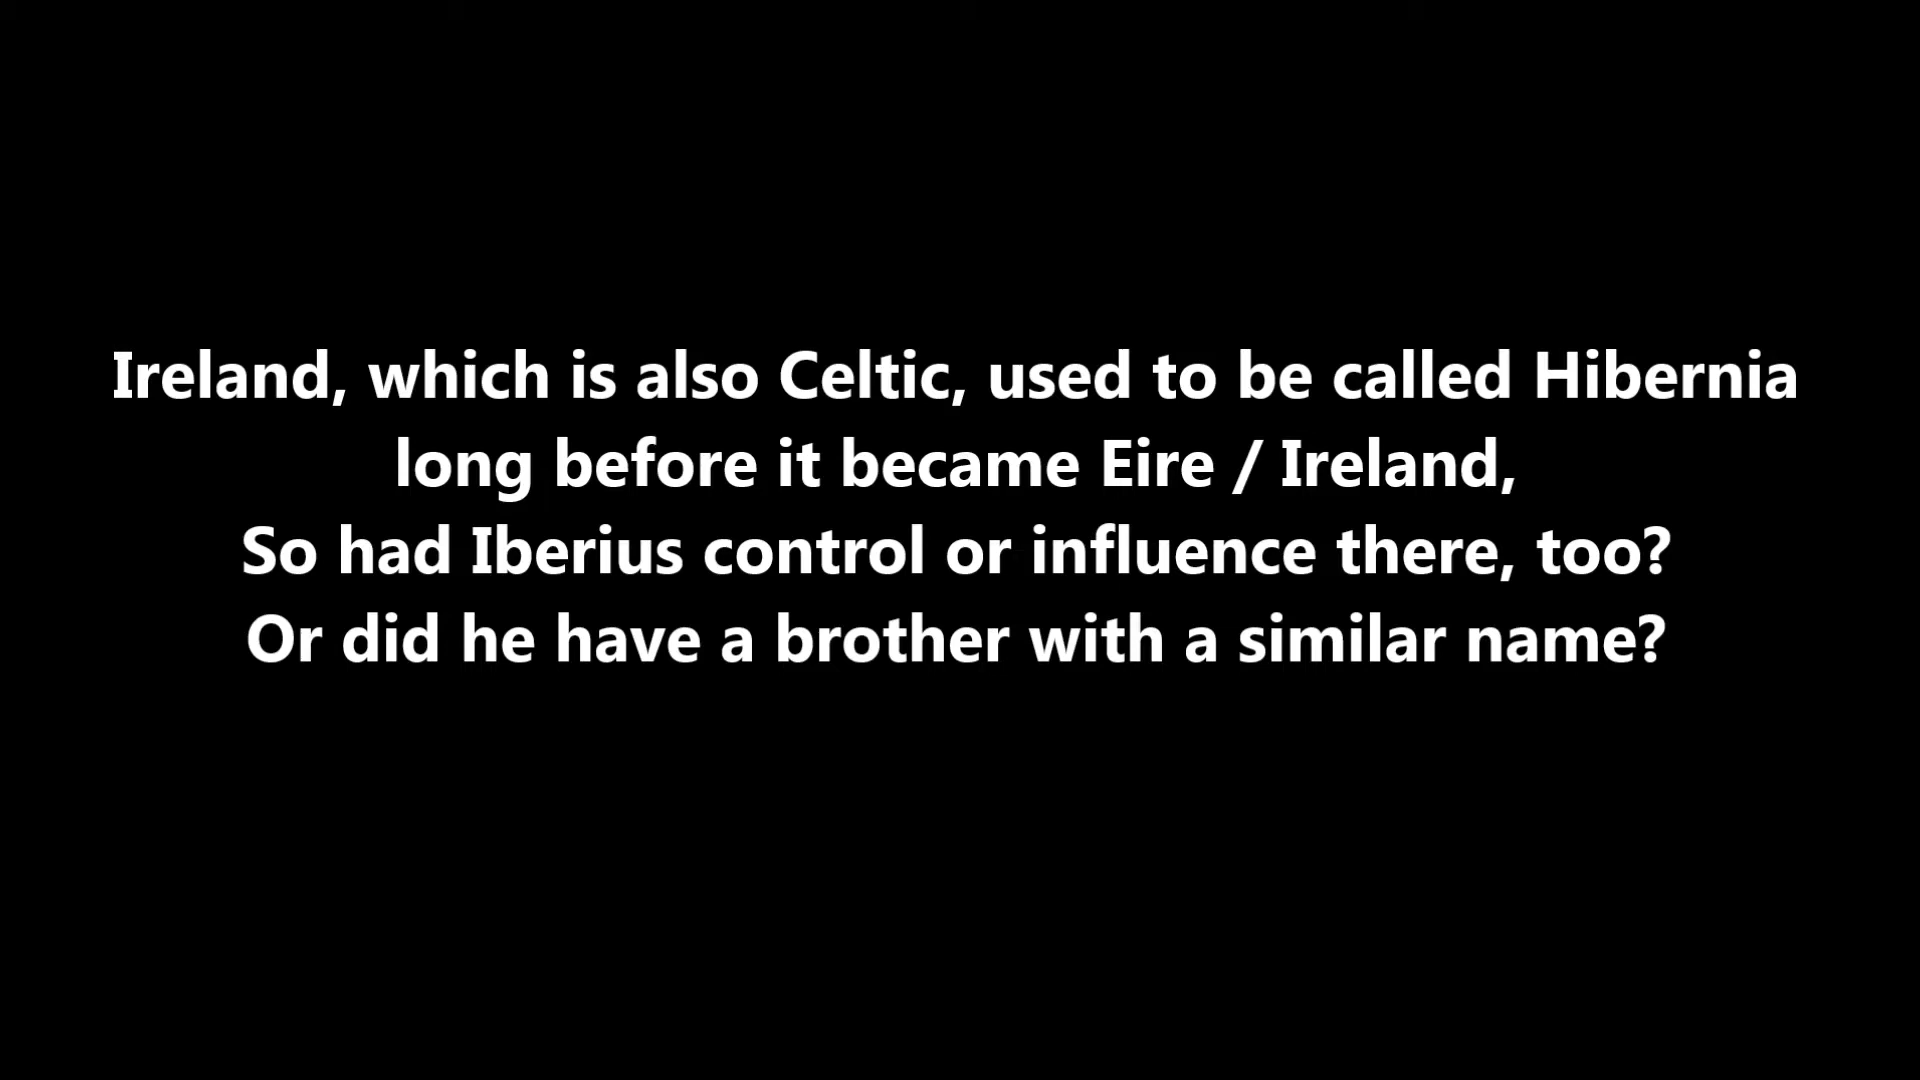 Ireland, which is also Celtic, used to be called Hibernia
long before it became Eire / Ireland,
So had Iberius control or influence there, too?
Or did he have a brother with a similar name?